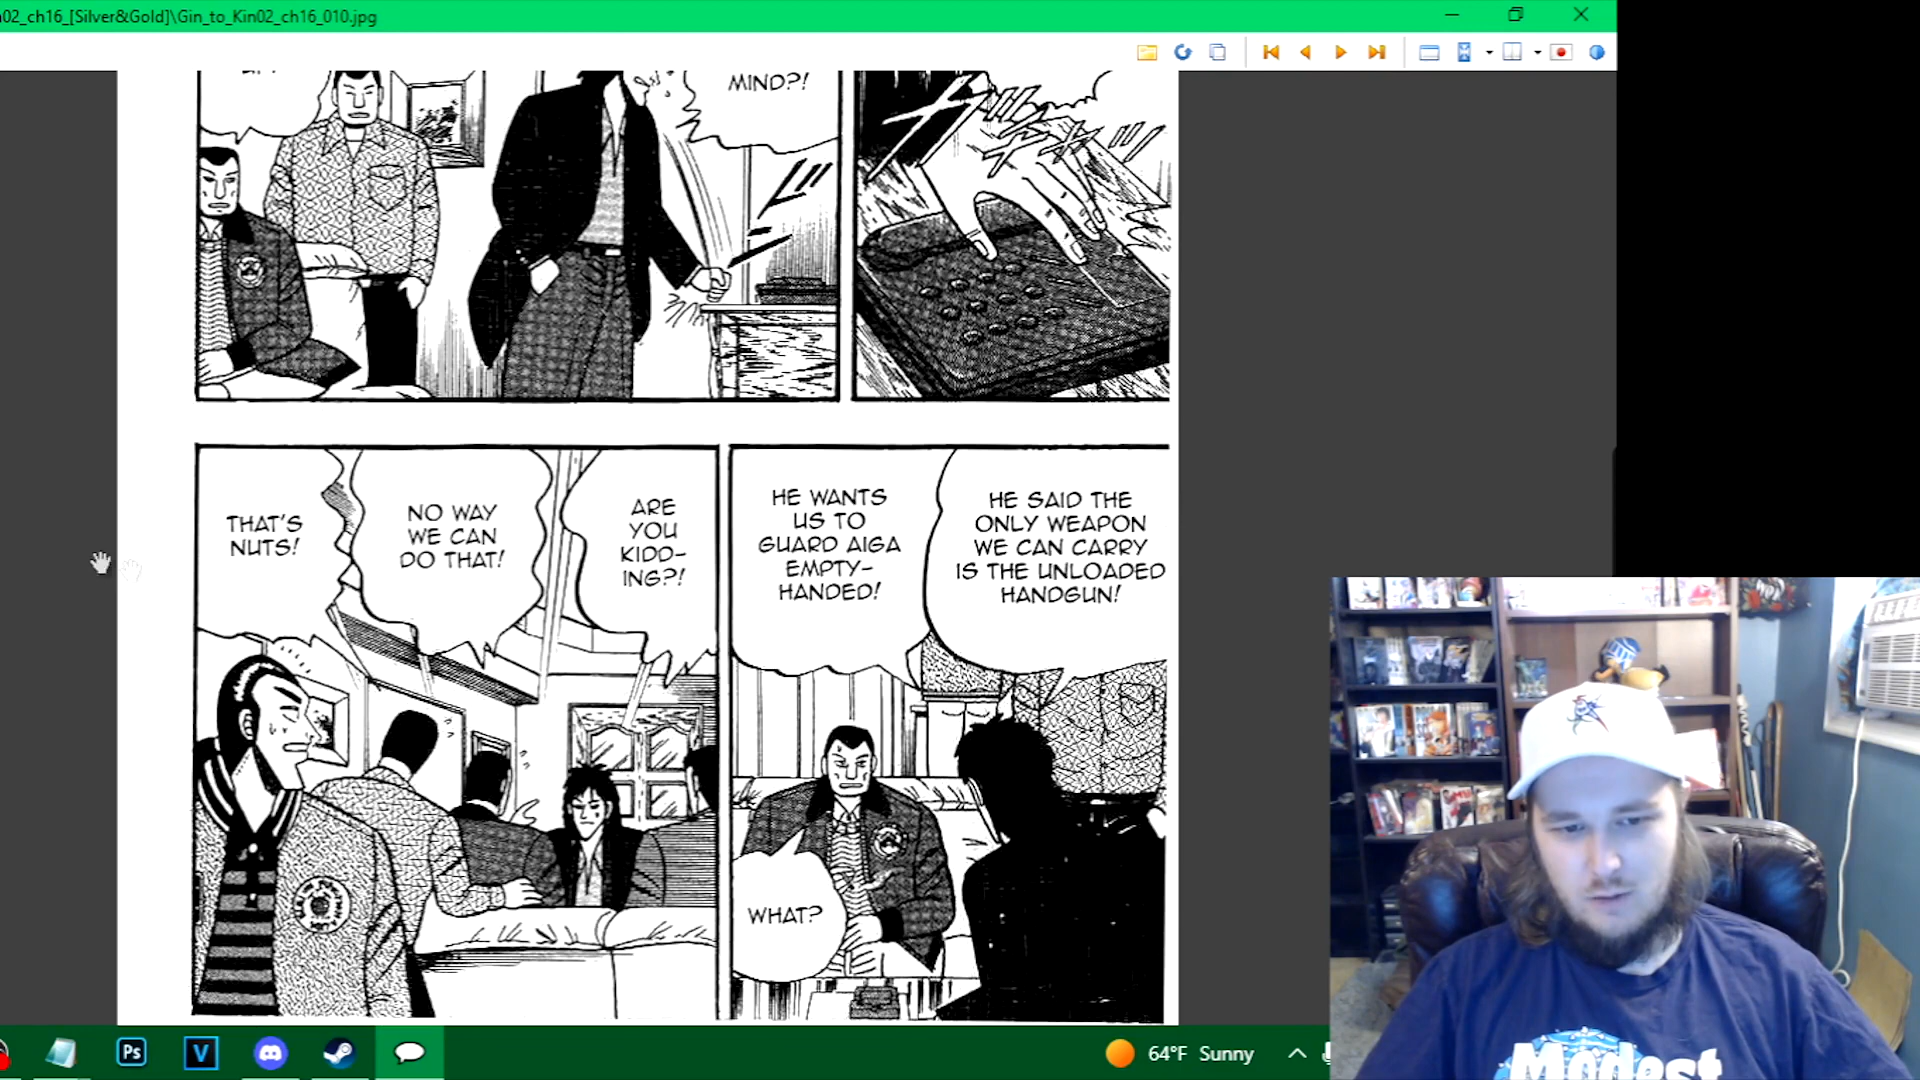 02_ch16_[Silver&Gold]\Gin_to_Kin02_ch16_010.jpg
MIND?!
HE SAID THE
ONLY WEAPON
WE CAN CARRY
IS THE UNLOADED
HANDGUN!
HE WANTS
US TO
GUARD AIGA
EMPTY-
HANDED!
WHAT?
ARE
YOU
KIDD-
ING?!
NO WAY
WE CAN
DO THAT!
THAT'S
NUTS!
Modest
Ps
V
64°F Sunny